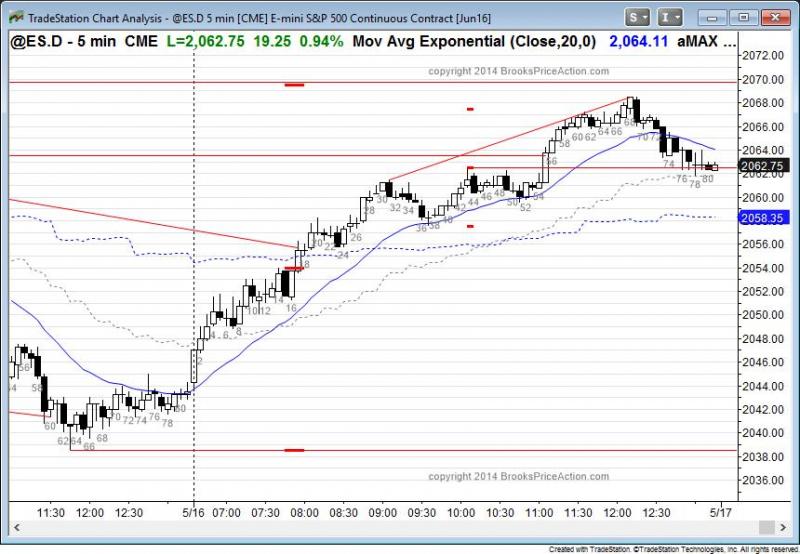 TradeStation Chart Analysis - @ES.D 5 min [CME] E-mini S&P 500 Continuous Contract [Jun16]
S I
@ES.D - 5 min CME L=2,062.75 19.25 0.94% Mov Avg Exponential (Close,20,0) 2,064.11 aMAX ...
copyright 2014 BrooksPriceAction.com
2072.00
2070.00
2068.00
2066.00
2064.00
2062.75
2060.00
2058.35
2056.00
2054.00
2052.00
2050.00
2048.00
2046.00
2044.00
2042.00
2040.00
2038.00
2036.00
58 60 62 64 66 68 70 72 74 76 78 80
2 4 6 8 10 12 14 16 18 20 22 24 26 28 30 32 34 36 38 40 42 44 46 48 50 52 54 56 58 60 62 64 66 68 70 72 74 76 78 80
copyright 2014 BrooksPriceAction.com
11:30 12:00 12:30 5/16 07:00 07:30 08:00 08:30 09:00 09:30 10:00 10:30 11:00 11:30 12:00 12:30 5/17
Created with TradeStation. ©TradeStation Technologies, Inc. All rights reserved.